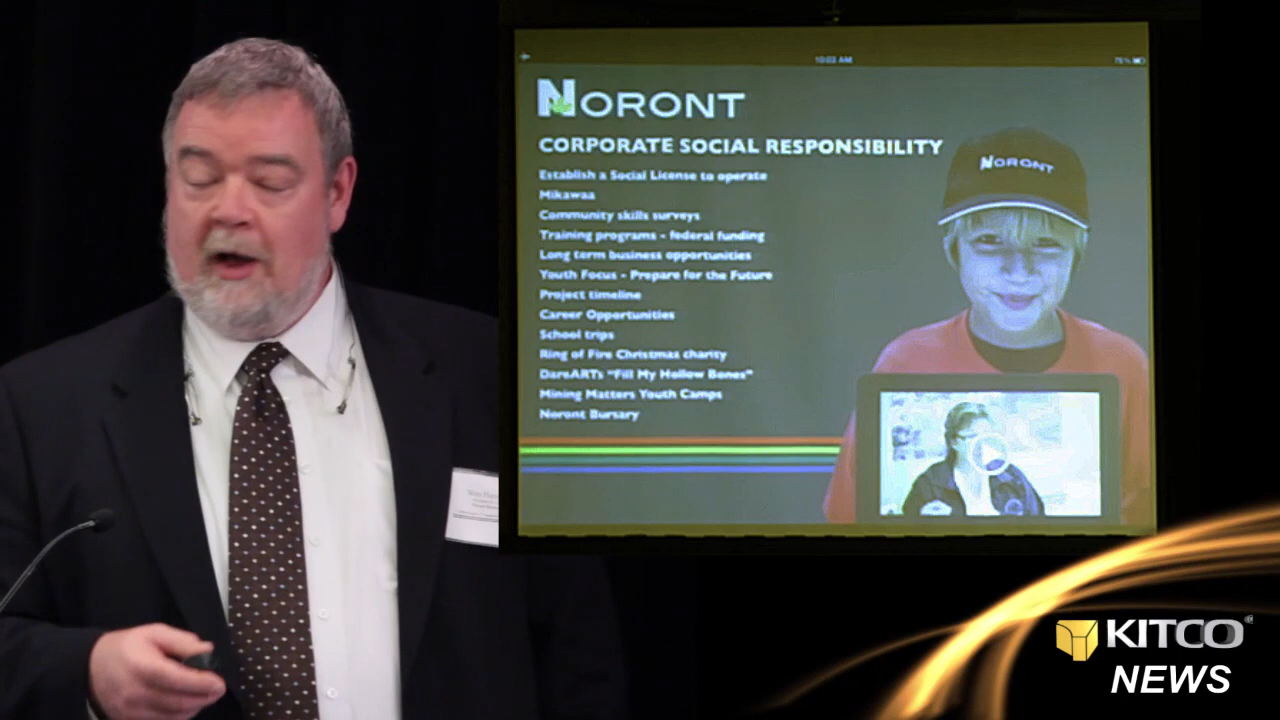 10:02 AM
75%
NORONT
CORPORATE SOCIAL RESPONSIBILITY
Establish a Social License to operate
Mikawaa
Community skills surveys
Training programs - federal funding
Long term business opportunities
Youth Focus - Prepare for the Future
Project timeline
Career Opportunities
School trips
Ring of Fire Christmas charity
DareARTs "Fill My Hollow Bones"
Mining Matters Youth Camps
Noront Bursary
NORONT
KITCO
NEWS